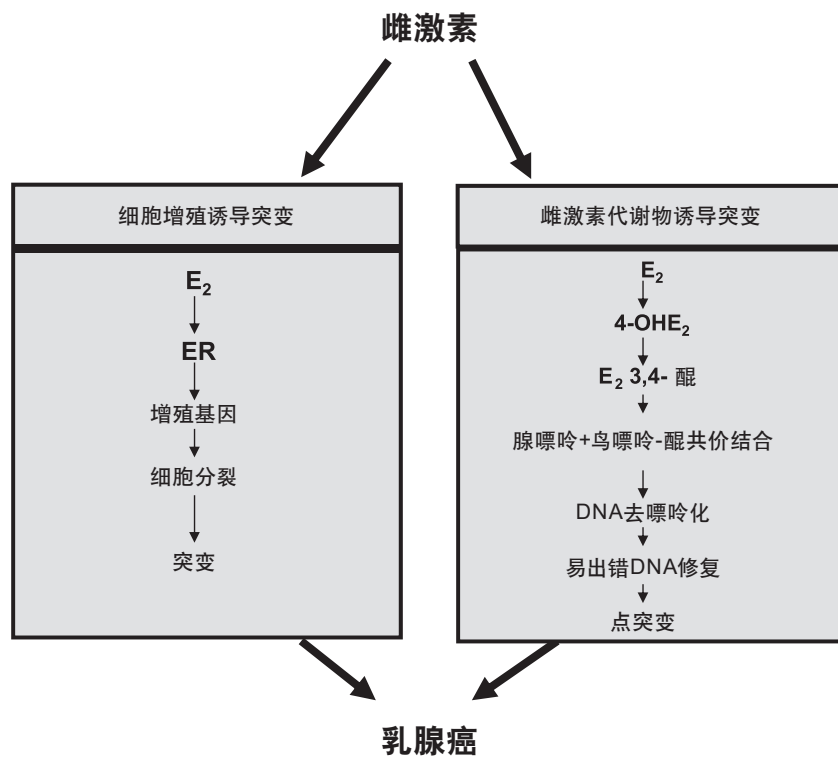 雌激素
细胞增殖诱导突变
E₂
ER
增殖基因
细胞分裂
突变
雌激素代谢物诱导突变
E₂
4-OHE₂
E₂ 3,4- 醌
腺嘌呤+鸟嘌呤-醌共价结合
DNA去嘌呤化
易出错DNA修复
点突变
乳腺癌